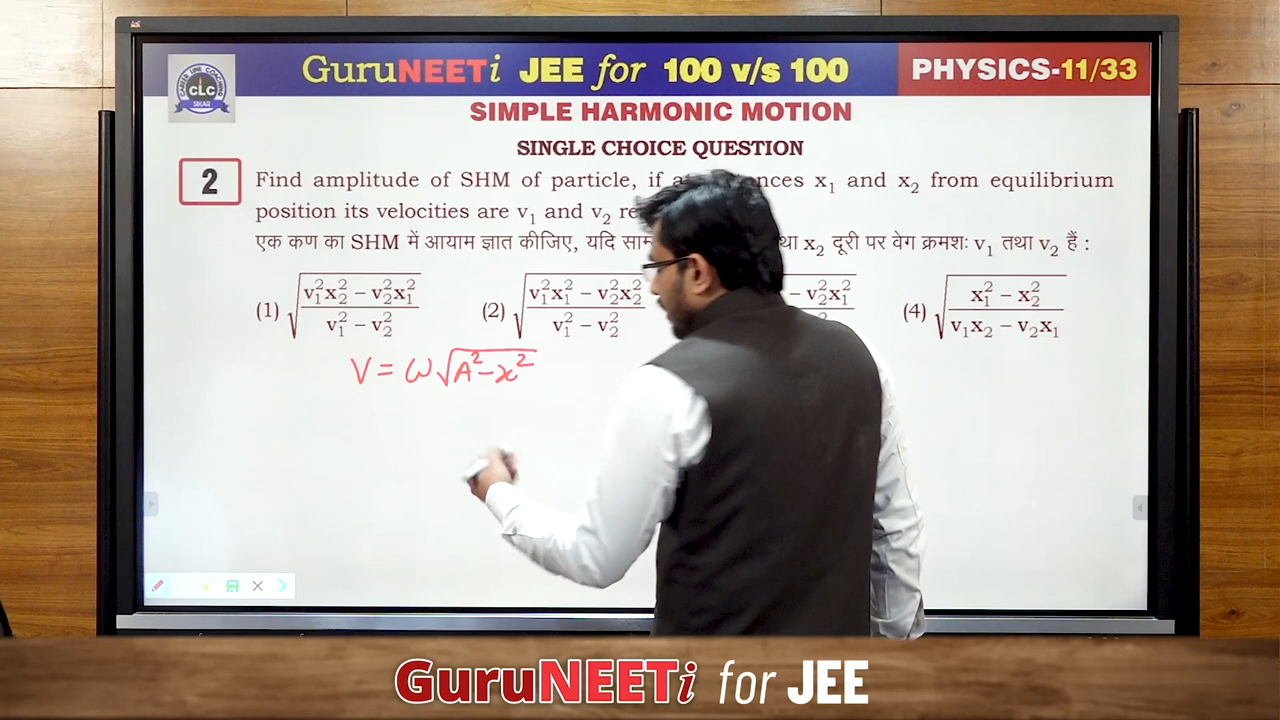 GuruNEETi JEE for 100 v/s 100 PHYSICS-11/33
CLC
SIKAR
SIMPLE HARMONIC MOTION
SINGLE CHOICE QUESTION
2 Find amplitude of SHM of particle, if x₁ and x₂ from equilibrium
position its velocities are v₁ and v₂
एक कण का SHM में आयाम ज्ञात कीजिए, यदि x₂ दूरी पर वेग क्रमशः v₁ तथा v₂ हैं :
(1) √((v₁²x₂² – v₂²x₁²)/(v₁² – v₂²)) (2) √((v₁²x₁² – v₂²x₂²)/(v₁² – v₂²)) – v₂²x₁² (4) √((x₁² – x₂²)/(v₁x₂ – v₂x₁))
V = ω√(A²-x²)
GuruNEETi for JEE